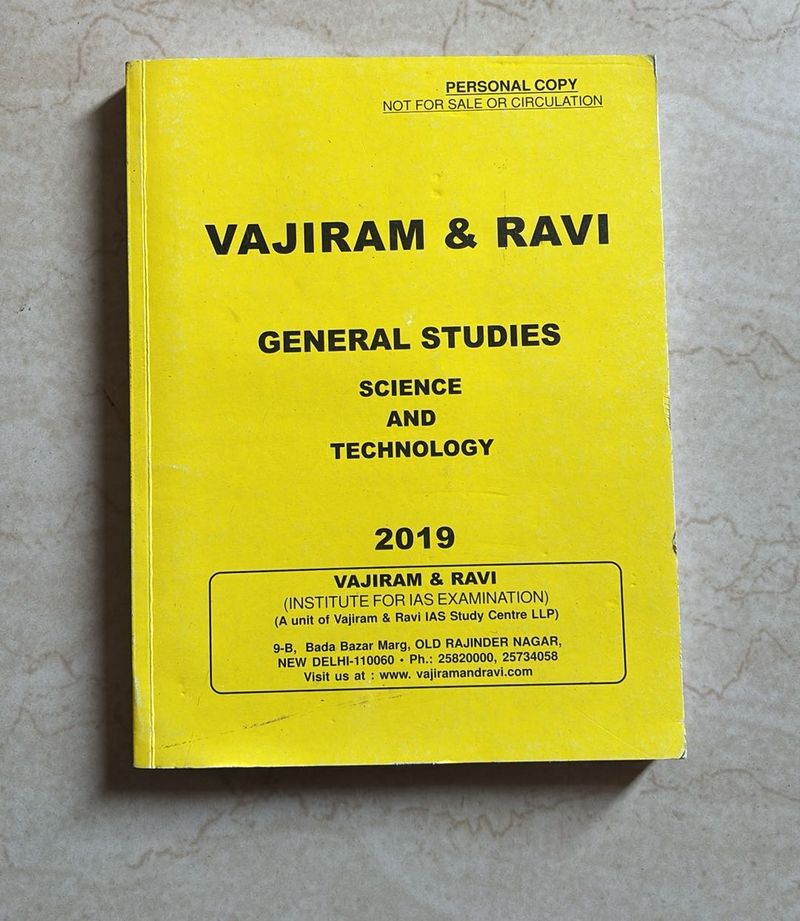 PERSONAL COPY
NOT FOR SALE OR CIRCULATION
VAJIRAM & RAVI
GENERAL STUDIES
SCIENCE
AND
TECHNOLOGY
2019
VAJIRAM & RAVI
(INSTITUTE FOR IAS EXAMINATION)
(A unit of Vajiram & Ravi IAS Study Centre LLP)
9-B, Bada Bazar Marg, OLD RAJINDER NAGAR,
NEW DELHI-110060 • Ph.: 25820000, 25734058
Visit us at : www. vajiramandravi.com